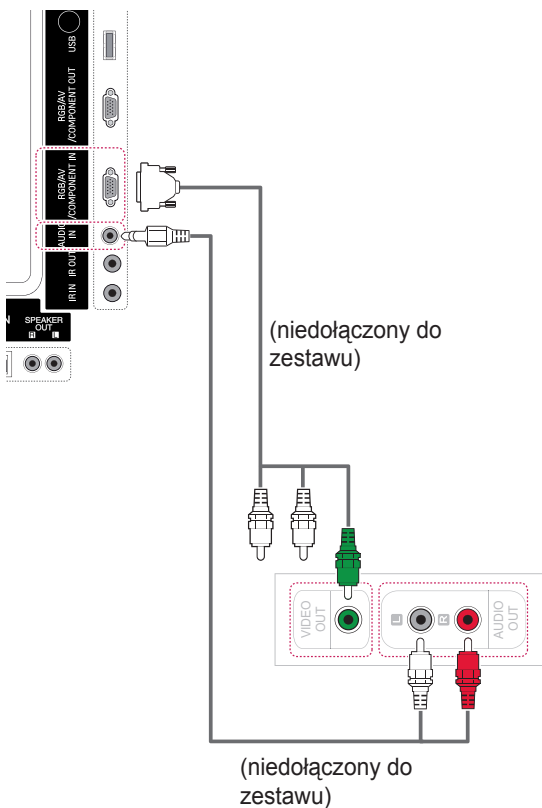 USB
RGB/AV
/COMPONENT OUT
RGB/AV
/COMPONENT IN
AUDIO
IN
IR OUT
IR IN
N
SPEAKER
OUT
R L
(niedołączony do
zestawu)
VIDEO
OUT
L R
AUDIO
OUT
(niedołączony do
zestawu)